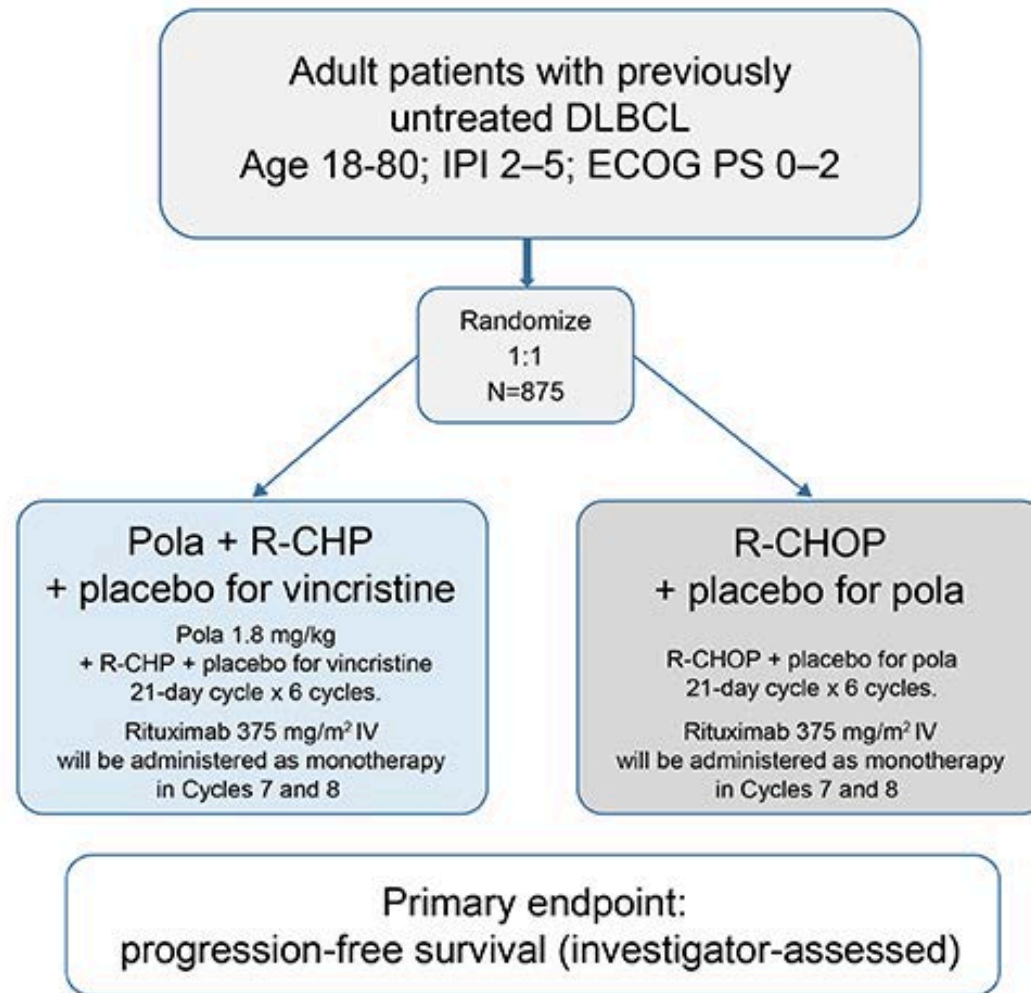 Adult patients with previously
untreated DLBCL
Age 18-80; IPI 2–5; ECOG PS 0–2
Randomize
1:1
N=875
Pola + R-CHP
+ placebo for vincristine
Pola 1.8 mg/kg
+ R-CHP + placebo for vincristine
21-day cycle x 6 cycles.
Rituximab 375 mg/m² IV
will be administered as monotherapy
in Cycles 7 and 8
R-CHOP
+ placebo for pola
R-CHOP + placebo for pola
21-day cycle x 6 cycles.
Rituximab 375 mg/m² IV
will be administered as monotherapy
in Cycles 7 and 8
Primary endpoint:
progression-free survival (investigator-assessed)